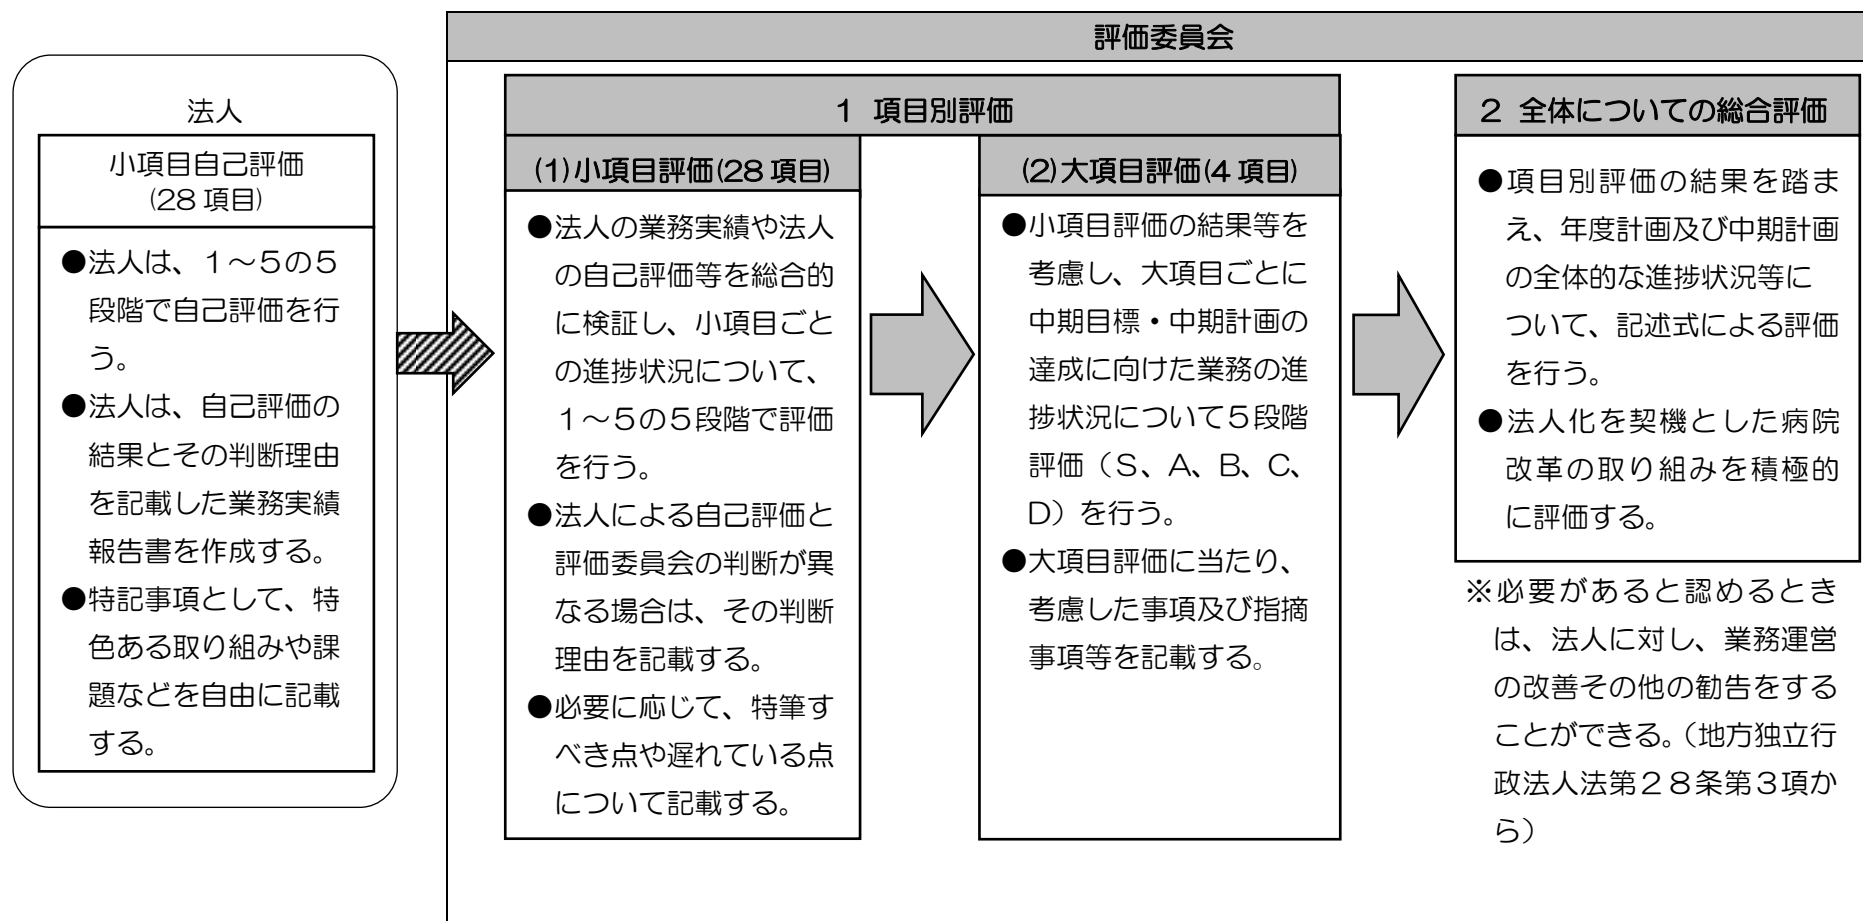 評価委員会
法人
小項目自己評価
(28 項目)
●法人は、1～5の5
段階で自己評価を行
う。
●法人は、自己評価の
結果とその判断理由
を記載した業務実績
報告書を作成する。
●特記事項として、特
色ある取り組みや課
題などを自由に記載
する。
1 項目別評価
(1)小項目評価(28 項目)
●法人の業務実績や法人
の自己評価等を総合的
に検証し、小項目ごと
の進捗状況について、
1～5の5段階で評価
を行う。
●法人による自己評価と
評価委員会の判断が異
なる場合は、その判断
理由を記載する。
●必要に応じて、特筆す
べき点や遅れている点
について記載する。
(2)大項目評価(4 項目)
●小項目評価の結果等を
考慮し、大項目ごとに
中期目標・中期計画の
達成に向けた業務の進
捗状況について5段階
評価（S、A、B、C、
D）を行う。
●大項目評価に当たり、
考慮した事項及び指摘
事項等を記載する。
2 全体についての総合評価
●項目別評価の結果を踏ま
え、年度計画及び中期計画
の全体的な進捗状況等に
ついて、記述式による評価
を行う。
●法人化を契機とした病院
改革の取り組みを積極的
に評価する。
※必要があると認めるとき
は、法人に対し、業務運営
の改善その他の勧告をする
ことができる。（地方独立行
政法人法第28条第3項か
ら）